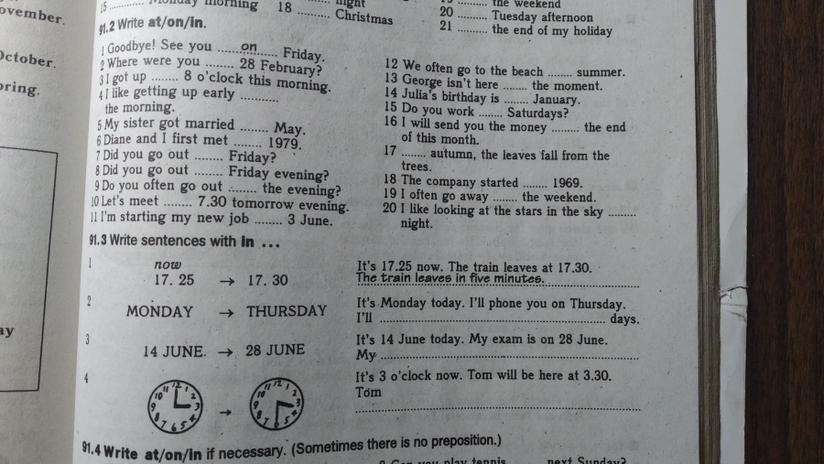 ovember.
October.
pring.
ay
15 .......... Monday morning
18 ......... Christmas
night
the weekend
20 .......... Tuesday afternoon
21 .......... the end of my holiday
91.2 Write at/on/in.
1 Goodbye! See you ....on.... Friday.
2 Where were you ........ 28 February?
3 I got up ........ 8 o'clock this morning.
4 I like getting up early ...........
the morning.
5 My sister got married ........ May.
6 Diane and I first met ........ 1979.
7 Did you go out ........ Friday?
8 Did you go out ........ Friday evening?
9 Do you often go out ........ the evening?
10 Let's meet ........ 7.30 tomorrow evening.
11 I'm starting my new job ........ 3 June.
12 We often go to the beach ........ summer.
13 George isn't here ........ the moment.
14 Julia's birthday is ........ January.
15 Do you work ........ Saturdays?
16 I will send you the money ......... the end
of this month.
17 ........ autumn, the leaves fall from the
trees.
18 The company started ........ 1969.
19 I often go away ........ the weekend.
20 I like looking at the stars in the sky .........
night.
91.3 Write sentences with in ...
1
now
17. 25 → 17. 30
It's 17.25 now. The train leaves at 17.30.
The train leaves in five minutes.
2
MONDAY → THURSDAY
It's Monday today. I'll phone you on Thursday.
I'll .......... days.
3
14 JUNE. → 28 JUNE
It's 14 June today. My exam is on 28 June.
My ..........
4
It's 3 o'clock now. Tom will be here at 3.30.
Tom
..........
91.4 Write at/on/in if necessary. (Sometimes there is no preposition.)
next Sunday?